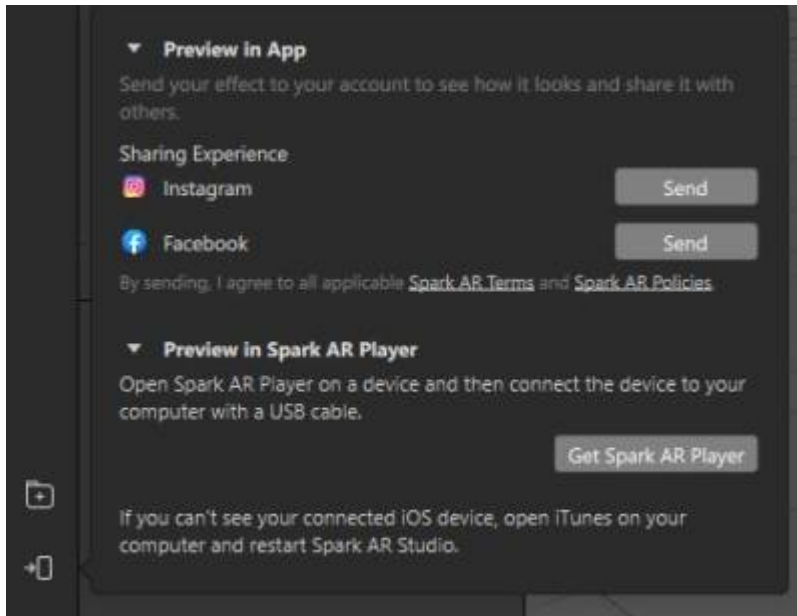 Preview in App
Send your effect to your account to see how it looks and share it with
others.
Sharing Experience
Instagram
Send
Facebook
Send
By sending, I agree to all applicable Spark AR Terms and Spark AR Policies
Preview in Spark AR Player
Open Spark AR Player on a device and then connect the device to your
computer with a USB cable.
Get Spark AR Player
If you can't see your connected iOS device, open iTunes on your
computer and restart Spark AR Studio.